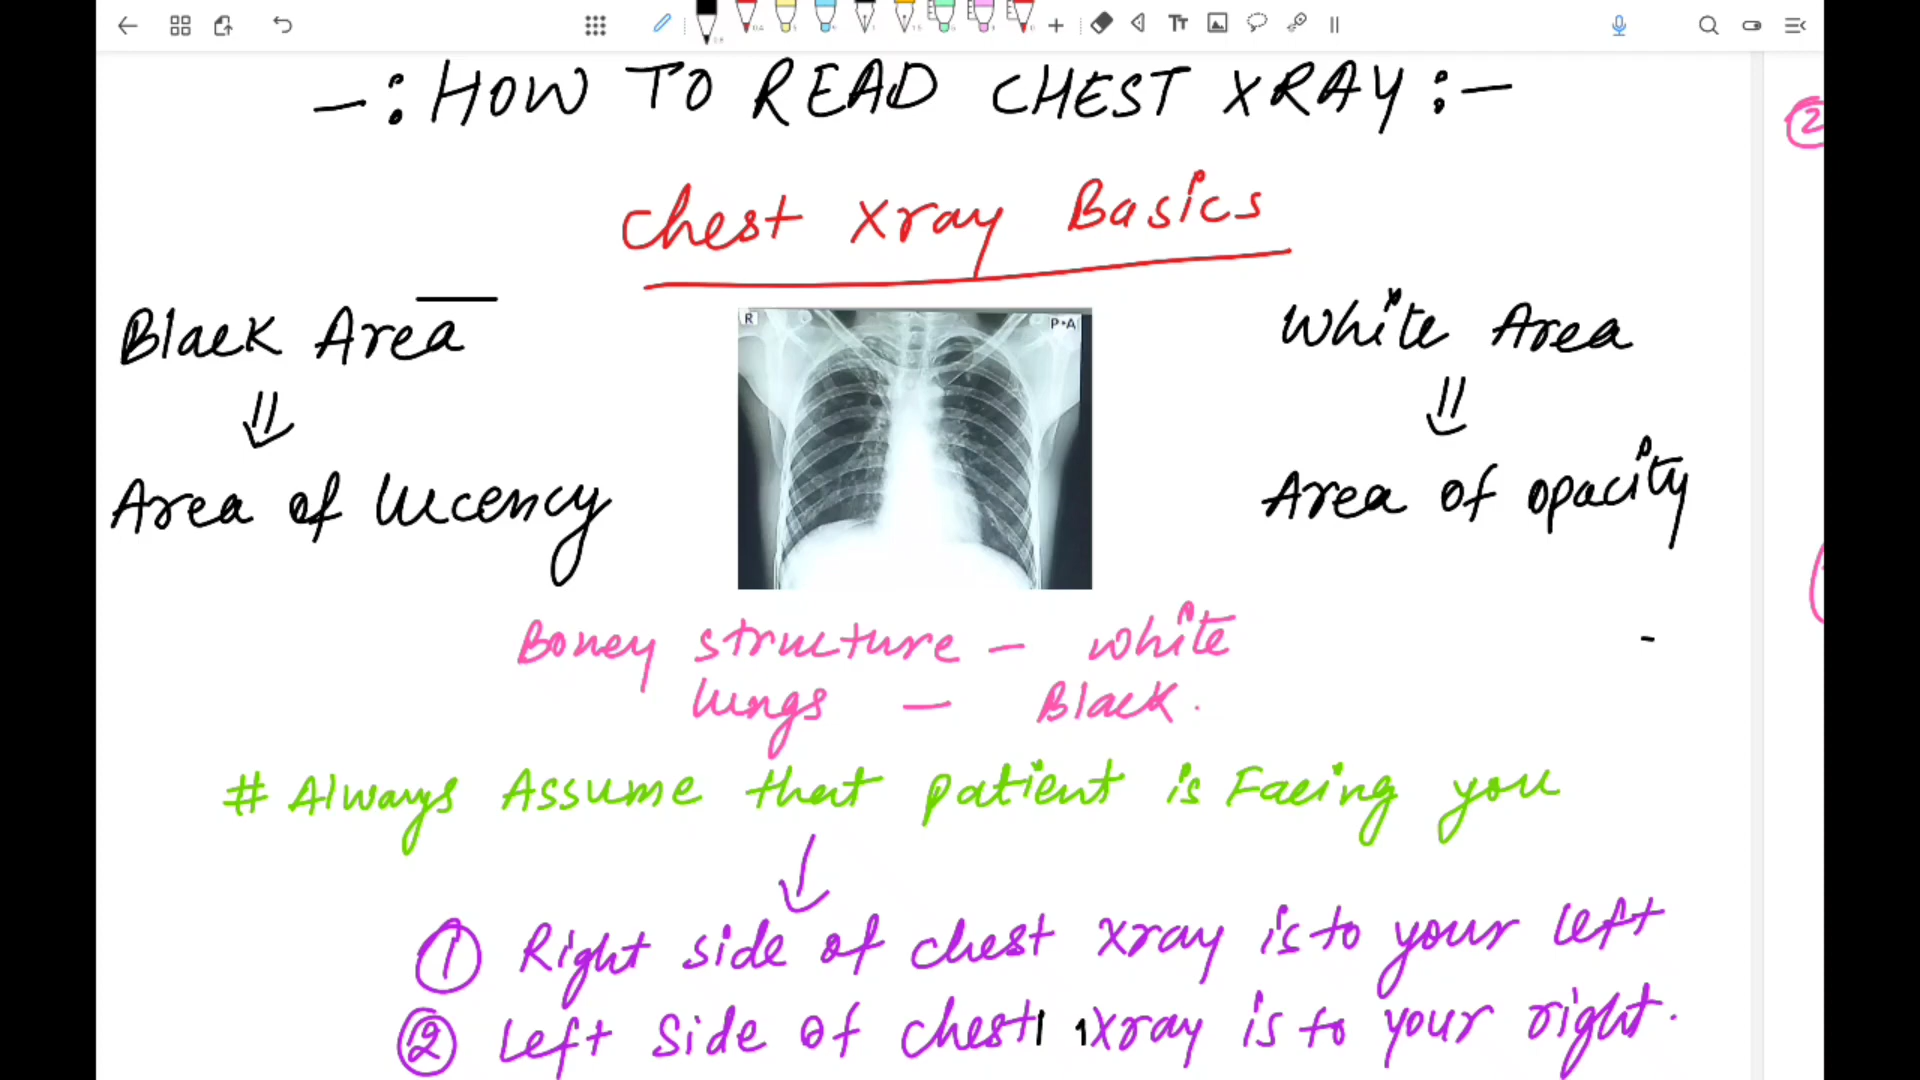 -: HOW TO READ CHEST XRAY :-
Chest Xray Basics
Black Area
White Area
R
P•A
Area of lucency
Area of opacity
Boney structure - white
lungs - Black.
# Always Assume that patient is Facing you
① Right side of chest Xray is to your left
② Left Side of chest Xray is to your right.
②